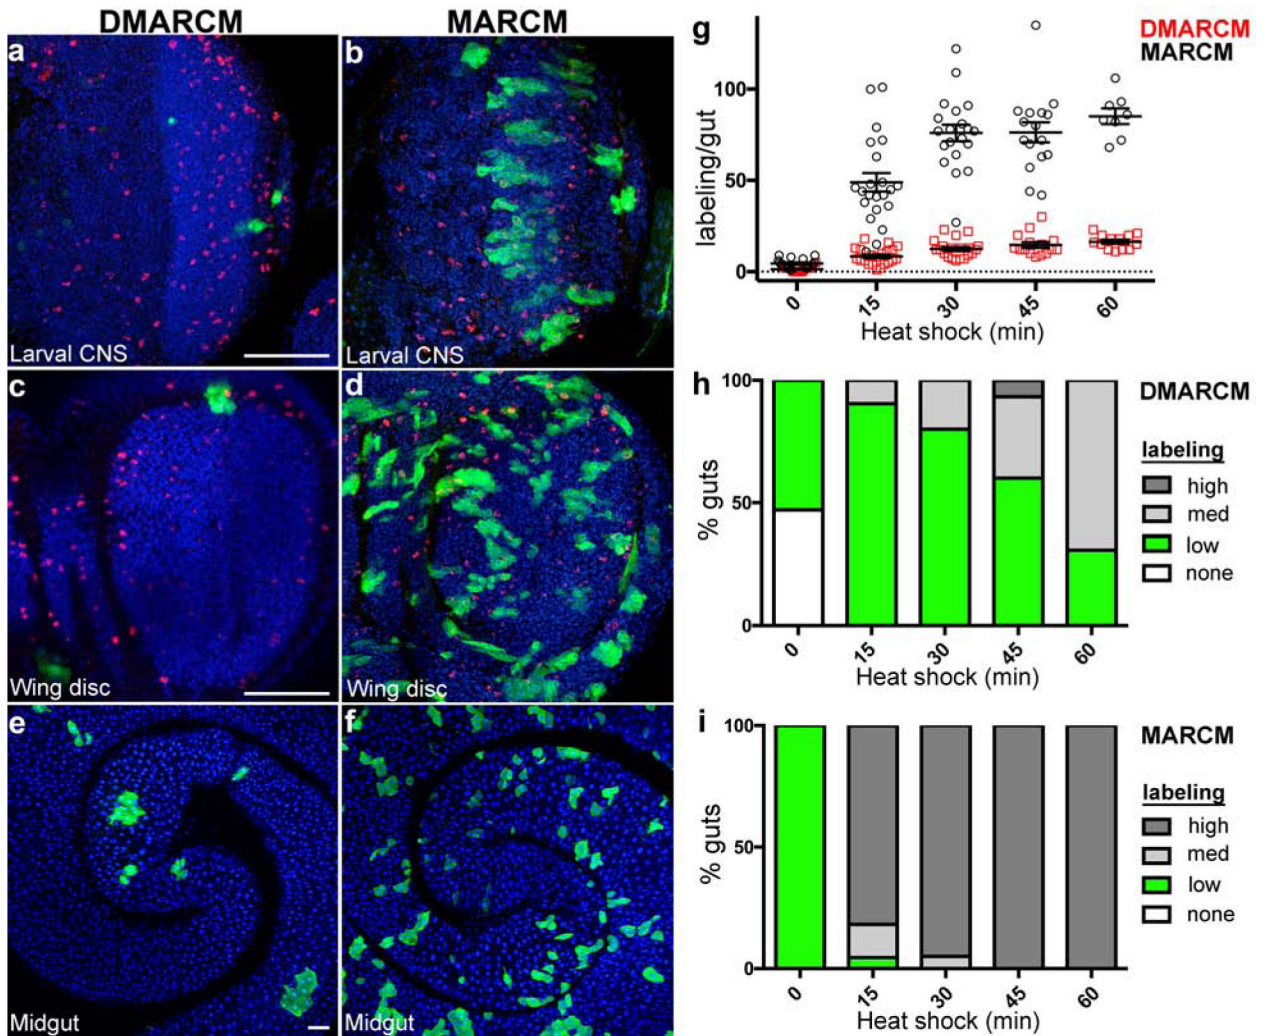 DMARCM
MARCM
a
Larval CNS
b
Larval CNS
c
Wing disc
d
Wing disc
e
Midgut
f
Midgut
g
DMARCM
MARCM
labeling/gut
100
50
0
0 15 30 45 60
Heat shock (min)
h
DMARCM
% guts
100
50
0
labeling
high
med
low
none
0 15 30 45 60
Heat shock (min)
i
MARCM
% guts
100
50
0
labeling
high
med
low
none
0 15 30 45 60
Heat shock (min)